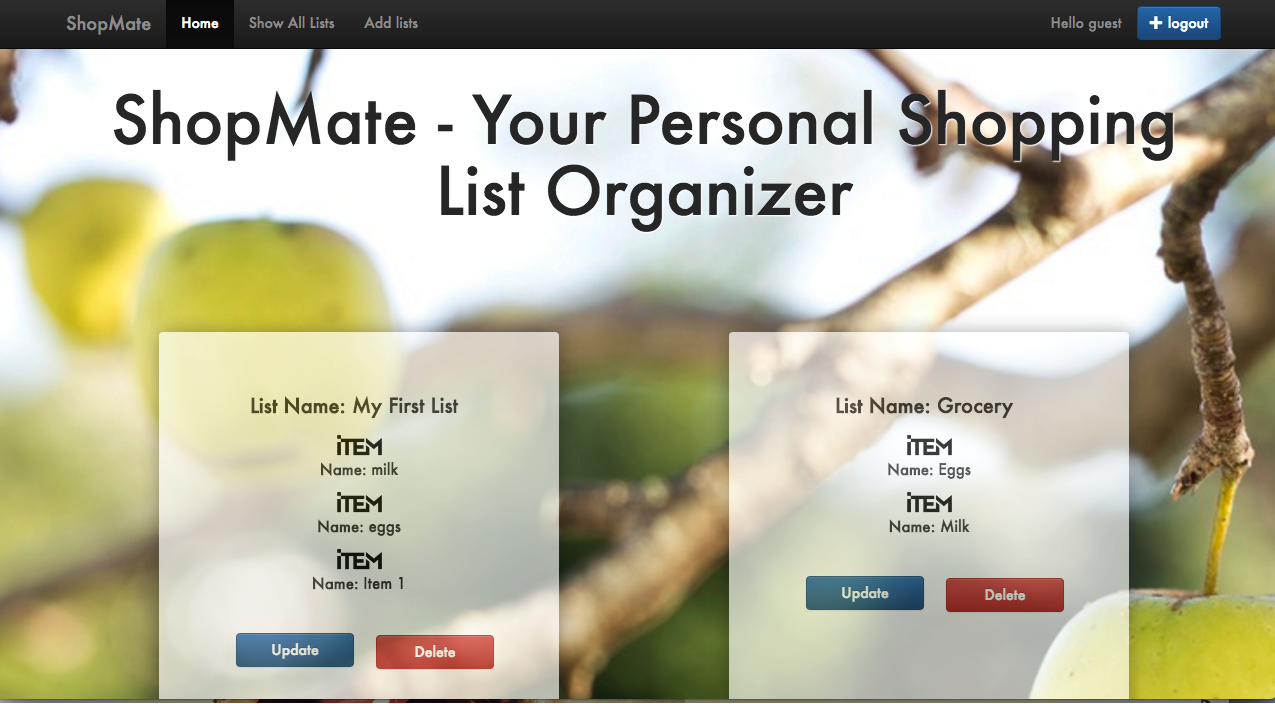 ShopMate Home Show All Lists Add lists Hello guest + logout
ShopMate - Your Personal Shopping
List Organizer
List Name: My First List
iTEM
Name: milk
iTEM
Name: eggs
iTEM
Name: Item 1
Update Delete
List Name: Grocery
iTEM
Name: Eggs
iTEM
Name: Milk
Update Delete